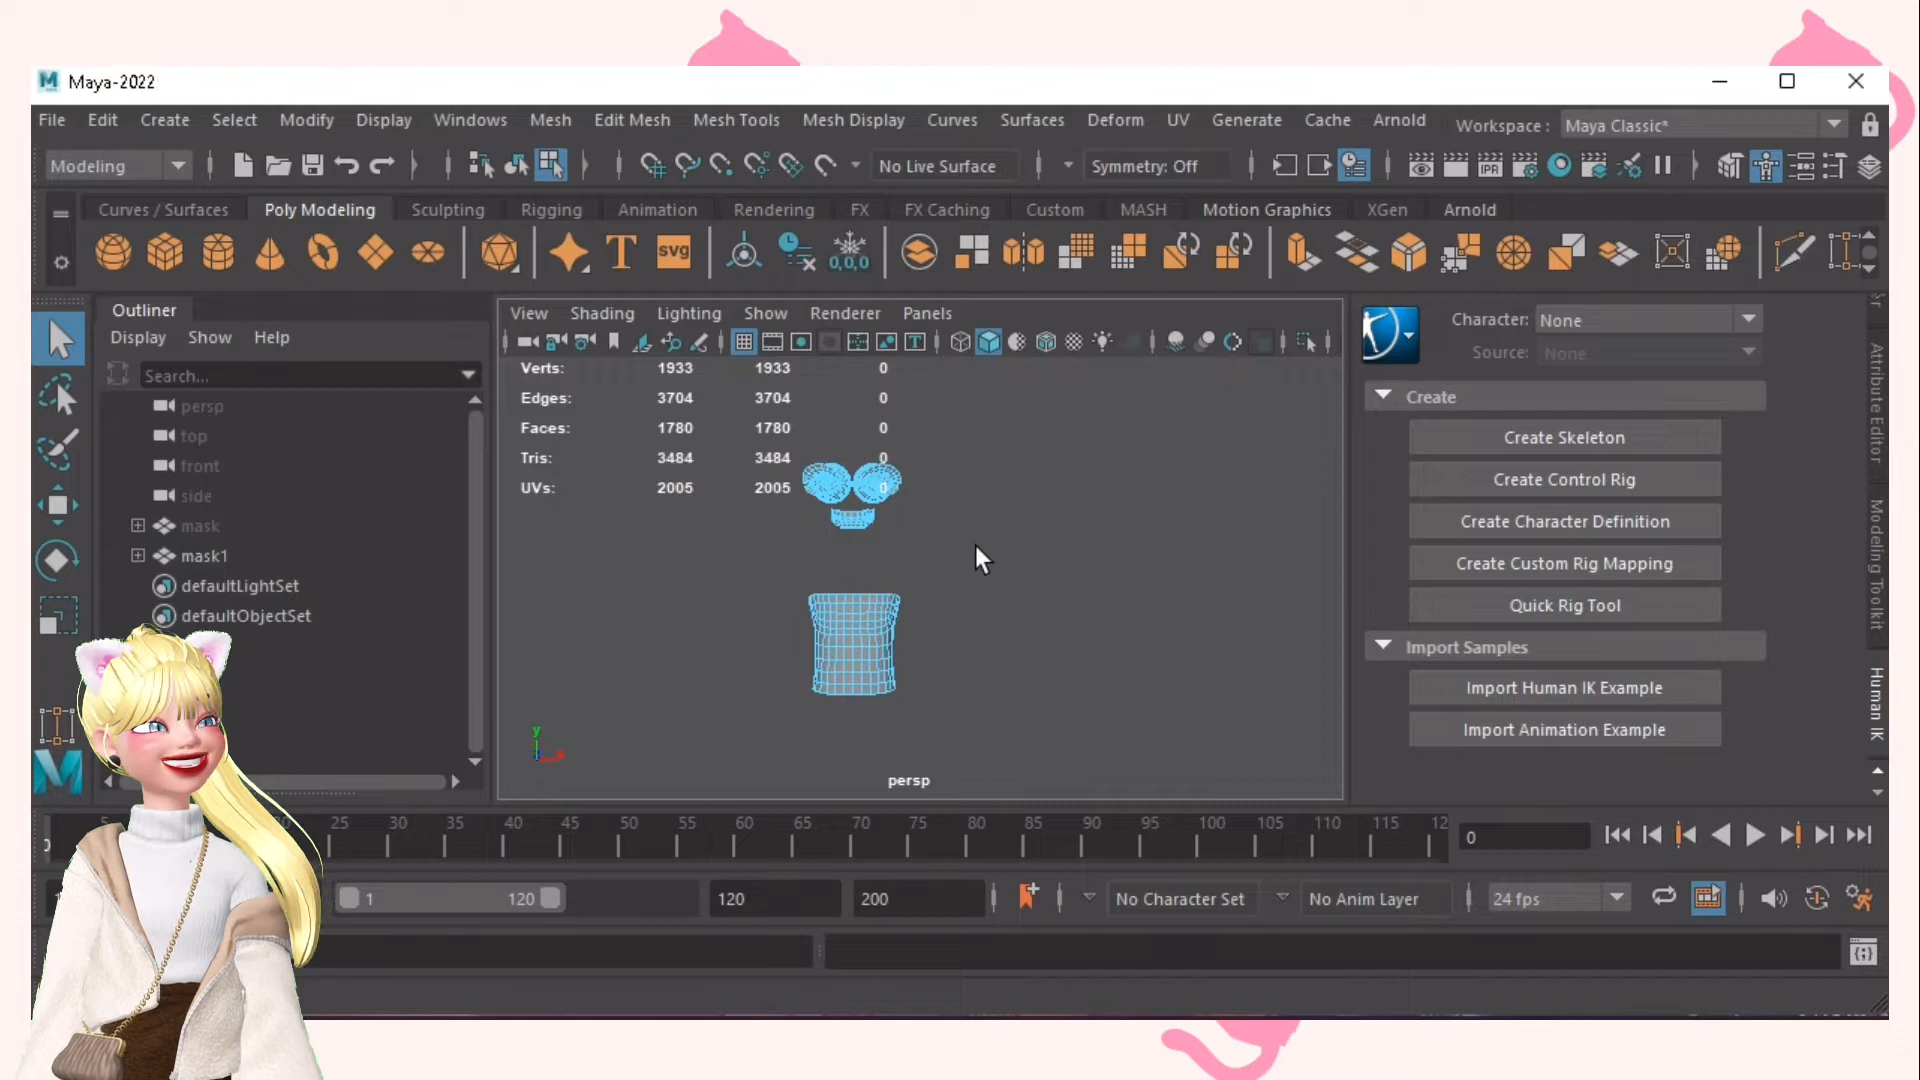 Maya-2022
File Edit Create Select Modify Display Windows Mesh Edit Mesh Mesh Tools Mesh Display Curves Surfaces Deform UV Generate Cache Arnold Workspace : Maya Classic*
Modeling No Live Surface Symmetry: Off IPR
Curves / Surfaces Poly Modeling Sculpting Rigging Animation Rendering FX FX Caching Custom MASH Motion Graphics XGen Arnold
T svg 0,0,0
Outliner
Display Show Help
Search...
persp
top
front
side
mask
mask1
defaultLightSet
defaultObjectSet
View Shading Lighting Show Renderer Panels
Verts: 1933 1933 0
Edges: 3704 3704 0
Faces: 1780 1780 0
Tris: 3484 3484 0
UVs: 2005 2005 0
y
persp
Character: None
Source: None
Create
Create Skeleton
Create Control Rig
Create Character Definition
Create Custom Rig Mapping
Quick Rig Tool
Import Samples
Import Human IK Example
Import Animation Example
Attribute Editor
Modeling Toolkit
Human IK
5 25 30 35 40 45 50 55 60 65 70 75 80 85 90 95 100 105 110 115 12 0
1 120 120 200 No Character Set No Anim Layer 24 fps